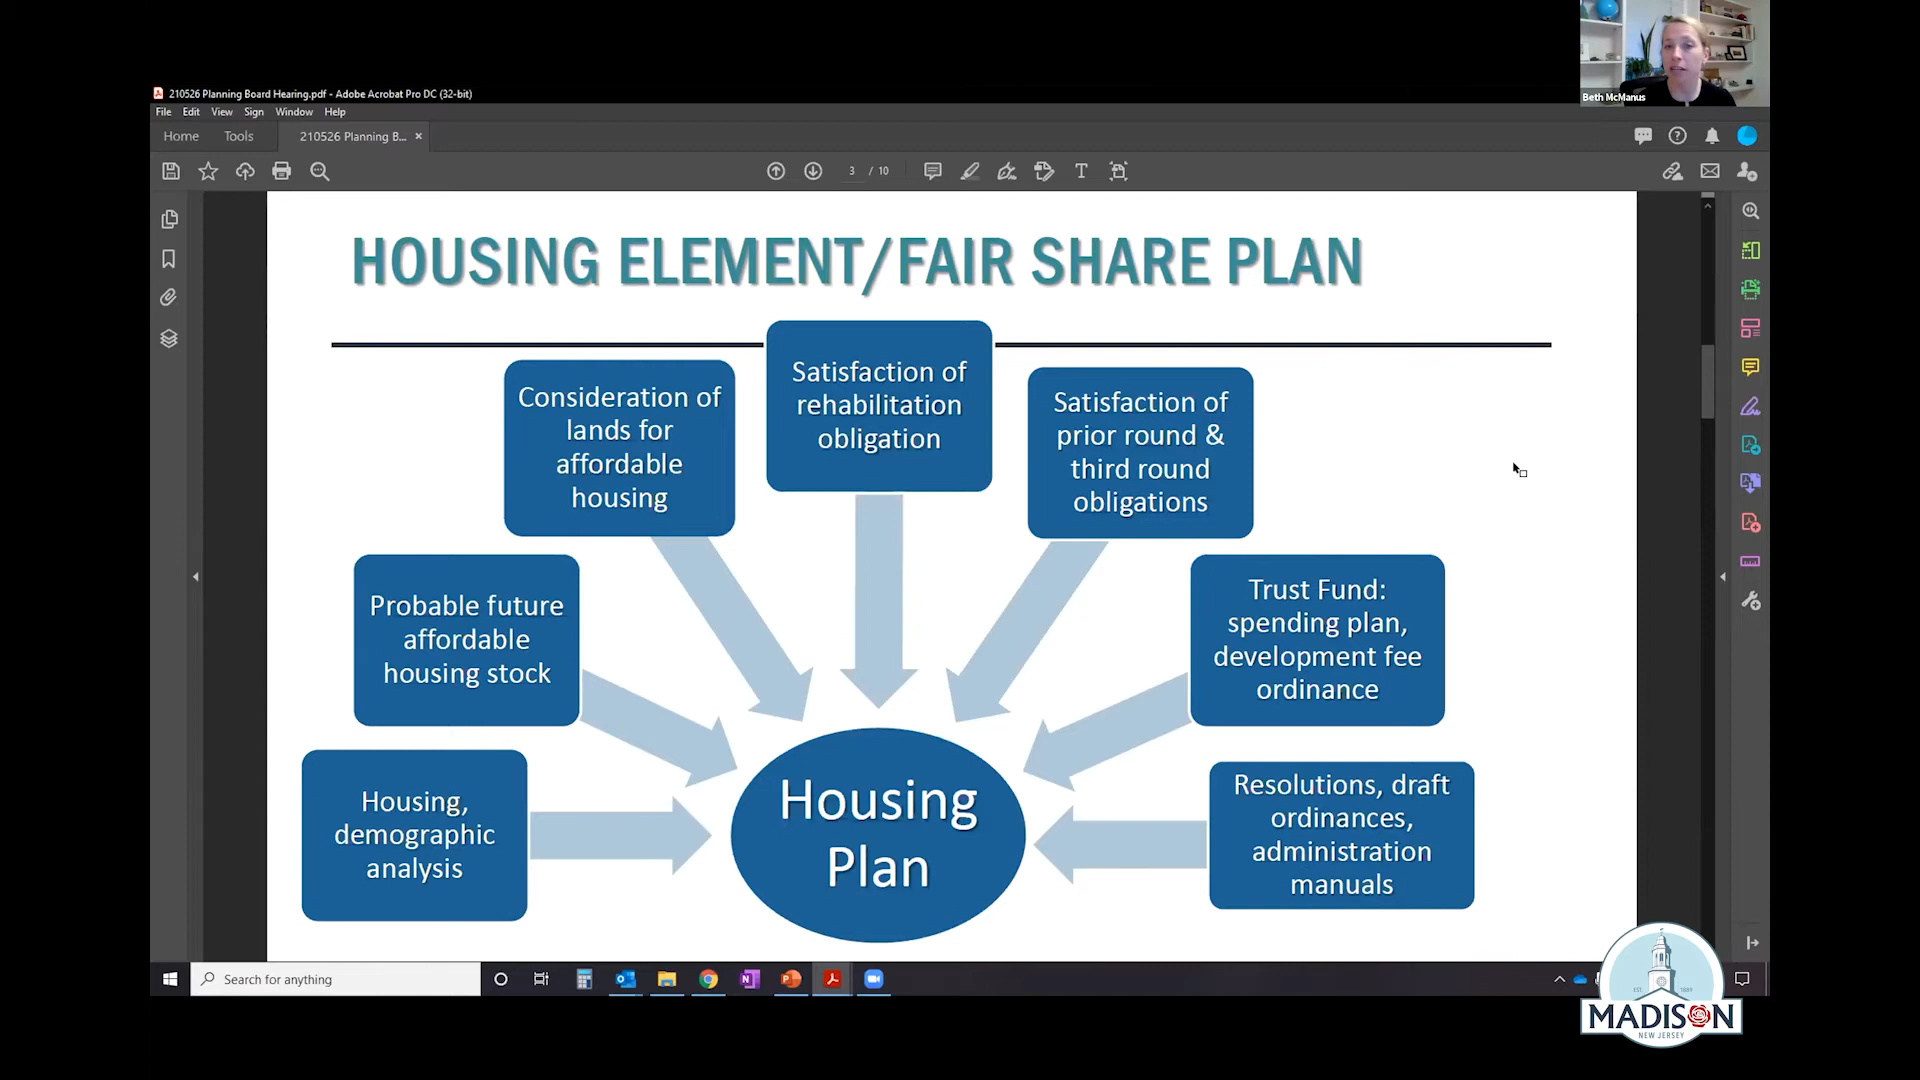 Beth McManus
210526 Planning Board Hearing.pdf - Adobe Acrobat Pro DC (32-bit)
File Edit View Sign Window Help
Home Tools 210526 Planning B... ×
3 / 10
HOUSING ELEMENT/FAIR SHARE PLAN
Satisfaction of
rehabilitation
obligation
Consideration of
lands for
affordable
housing
Satisfaction of
prior round &
third round
obligations
Probable future
affordable
housing stock
Trust Fund:
spending plan,
development fee
ordinance
Housing,
demographic
analysis
Housing
Plan
Resolutions, draft
ordinances,
administration
manuals
Search for anything
EST. 1889
MADISON
NEW JERSEY